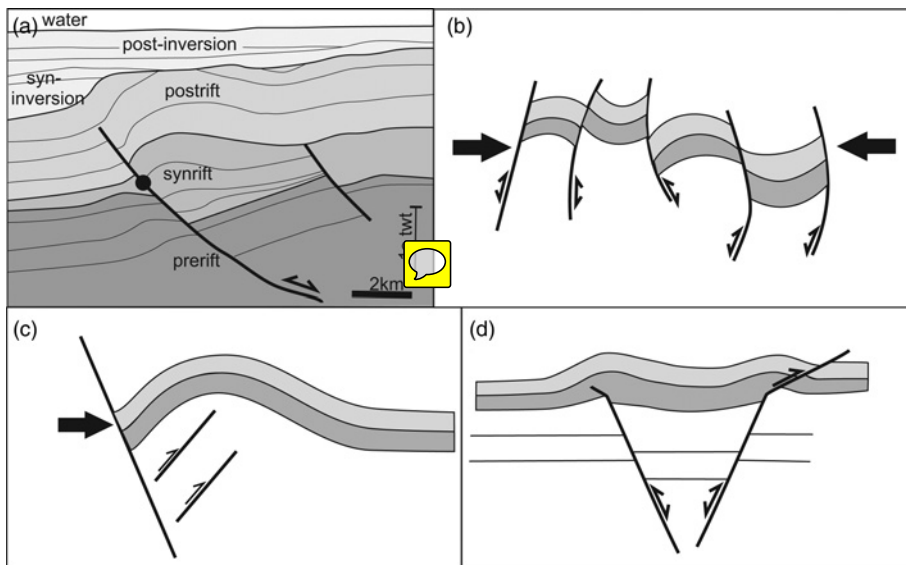 (a)
water
post-inversion
syn-
inversion
postrift
synrift
prerift
twt
2km
(b)
(c)
(d)